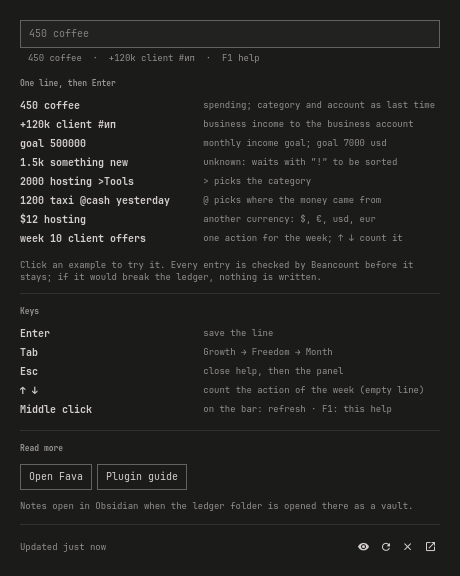 450 coffee
450 coffee · +120k client #ип · F1 help
One line, then Enter
450 coffee spending; category and account as last time
+120k client #ип business income to the business account
goal 500000 monthly income goal; goal 7000 usd
1.5k something new unknown: waits with "!" to be sorted
2000 hosting >Tools > picks the category
1200 taxi @cash yesterday @ picks where the money came from
$12 hosting another currency: $, €, usd, eur
week 10 client offers one action for the week; ↑ ↓ count it
Click an example to try it. Every entry is checked by Beancount before it
stays; if it would break the ledger, nothing is written.
Keys
Enter save the line
Tab Growth → Freedom → Month
Esc close help, then the panel
↑ ↓ count the action of the week (empty line)
Middle click on the bar: refresh · F1: this help
Read more
Open Fava Plugin guide
Notes open in Obsidian when the ledger folder is opened there as a vault.
Updated just now